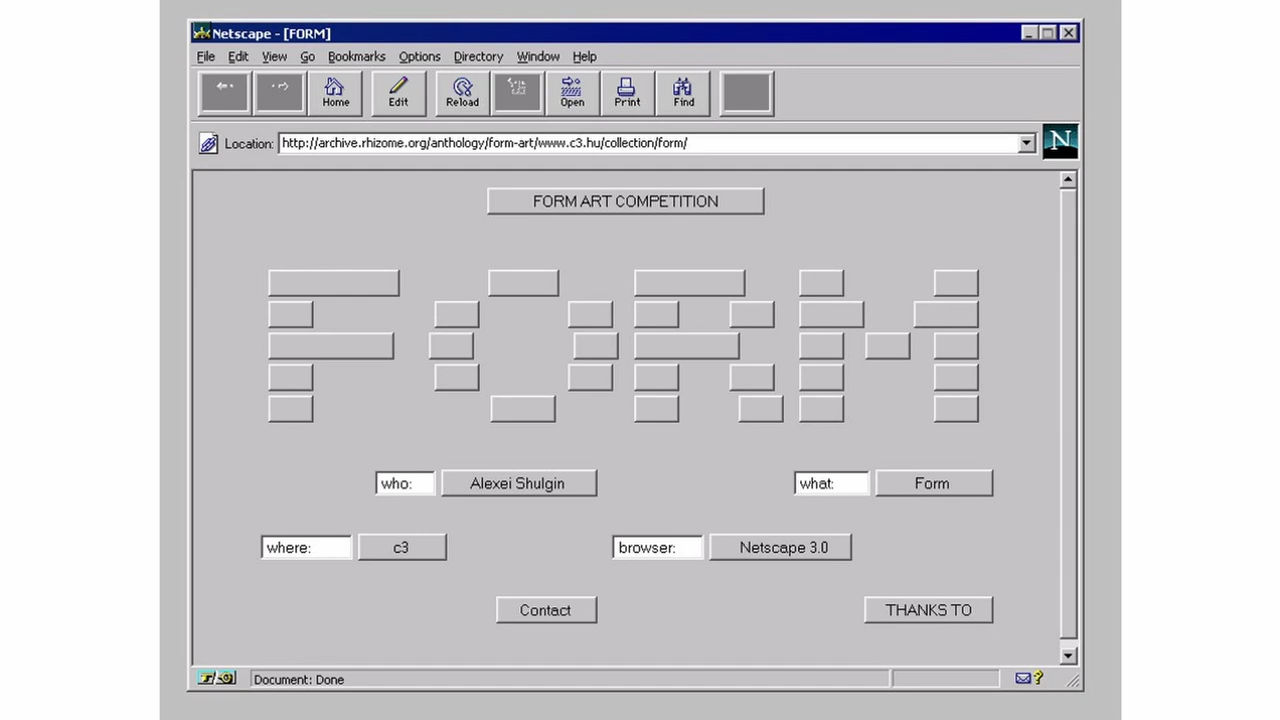 Netscape - [FORM]
File Edit View Go Bookmarks Options Directory Window Help
Home Edit Reload Open Print Find
Location: http://archive.rhizome.org/anthology/form-art/www.c3.hu/collection/form/
N
FORM ART COMPETITION
who: Alexei Shulgin what: Form
where: c3 browser: Netscape 3.0
Contact THANKS TO
Document: Done